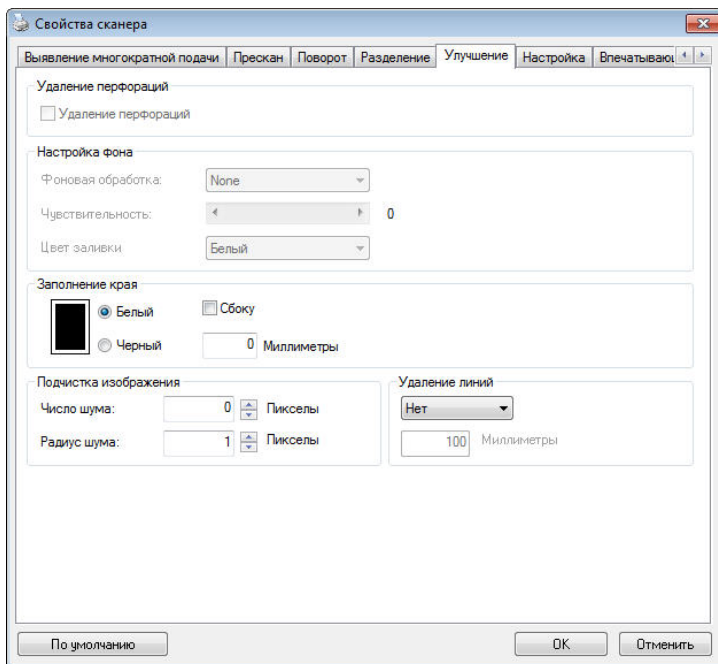 Свойства сканера
Выявление многократной подачи Прескан Поворот Разделение Улучшение Настройка Впечатывающ
Удаление перфораций
Удаление перфораций
Настройка фона
Фоновая обработка: None
Чувствительность: 0
Цвет заливки Белый
Заполнение края
Белый Сбоку
Черный 0 Миллиметры
Подчистка изображения Удаление линий
Число шума: 0 Пикселы Нет
Радиус шума: 1 Пикселы 100 Миллиметры
По умолчанию OK Отменить